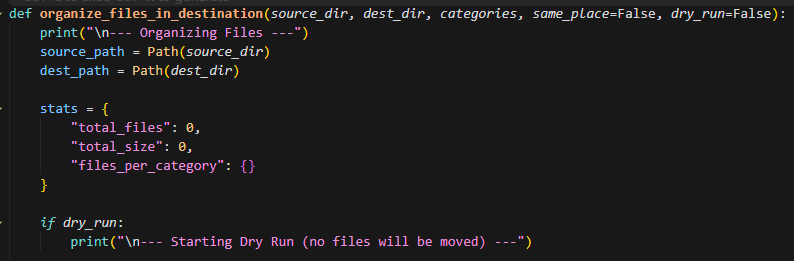 def organize_files_in_destination(source_dir, dest_dir, categories, same_place=False, dry_run=False):
    print("\n--- Organizing Files ---")
    source_path = Path(source_dir)
    dest_path = Path(dest_dir)

    stats = {
        "total_files": 0,
        "total_size": 0,
        "files_per_category": {}
    }

    if dry_run:
        print("\n--- Starting Dry Run (no files will be moved) ---")